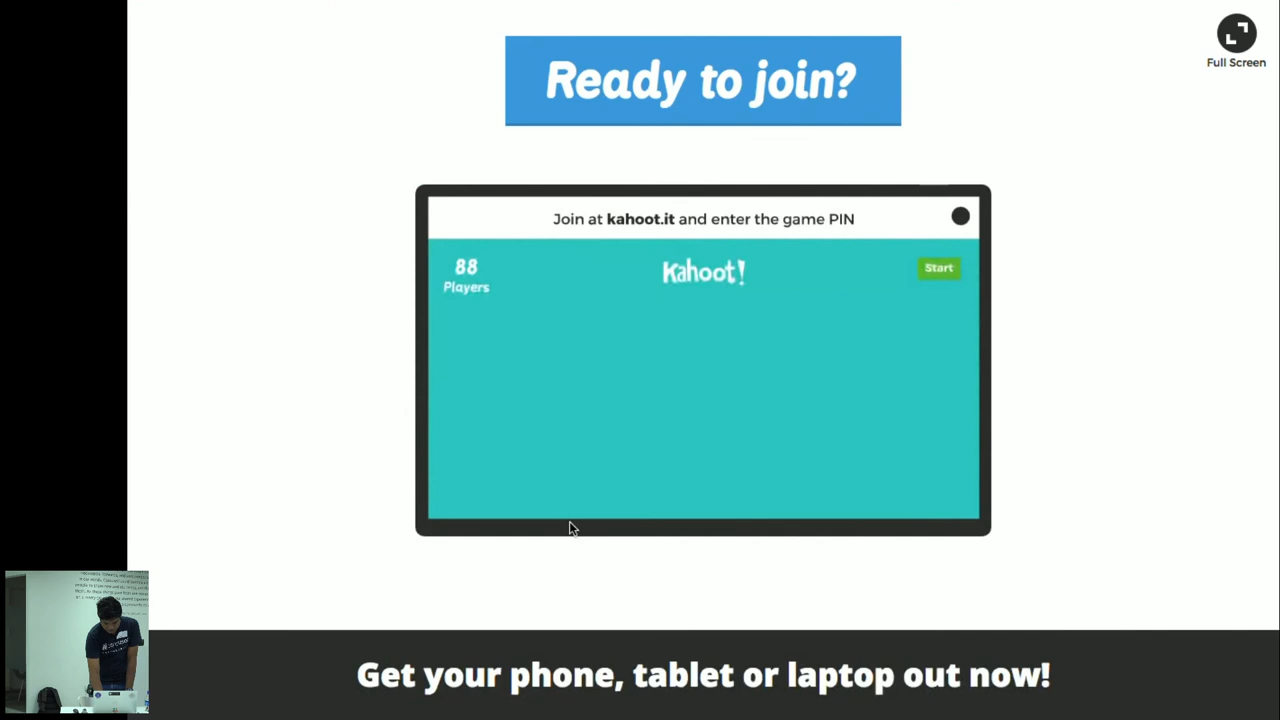 Ready to join?
Full Screen
Join at kahoot.it and enter the game PIN
88
Players
Kahoot!
Start
Get your phone, tablet or laptop out now!